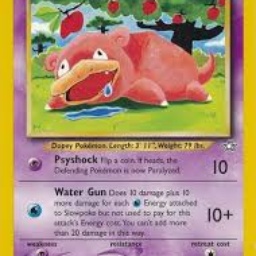 Dopey Pokémon. Length: 3' 11", Weight: 79 lbs.
Psyshock Flip a coin. If heads, the
Defending Pokémon is now Paralyzed.
10
Water Gun Does 10 damage plus 10
more damage for each Energy attached
to Slowpoke but not used to pay for this
attack's Energy cost. You can't add more
than 20 damage in this way.
10+
weakness resistance retreat cost